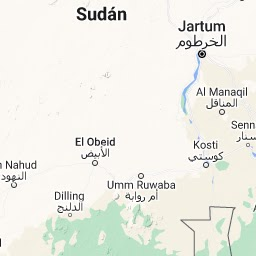 Sudán
Jartum
الخرطوم
Al Manaqil
المناقل
El Obeid
الأبيض
Kosti
كوستي
Senn
سنار
n Nahud
النهود
Umm Ruwaba
أم روابة
Dilling
الدلنج